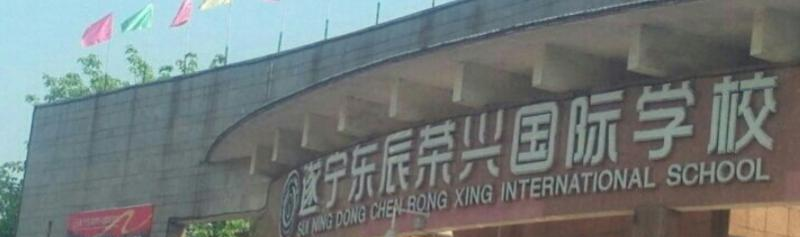 遂宁东辰荣兴国际学校
SUI NING DONG CHEN RONG XING INTERNATIONAL SCHOOL